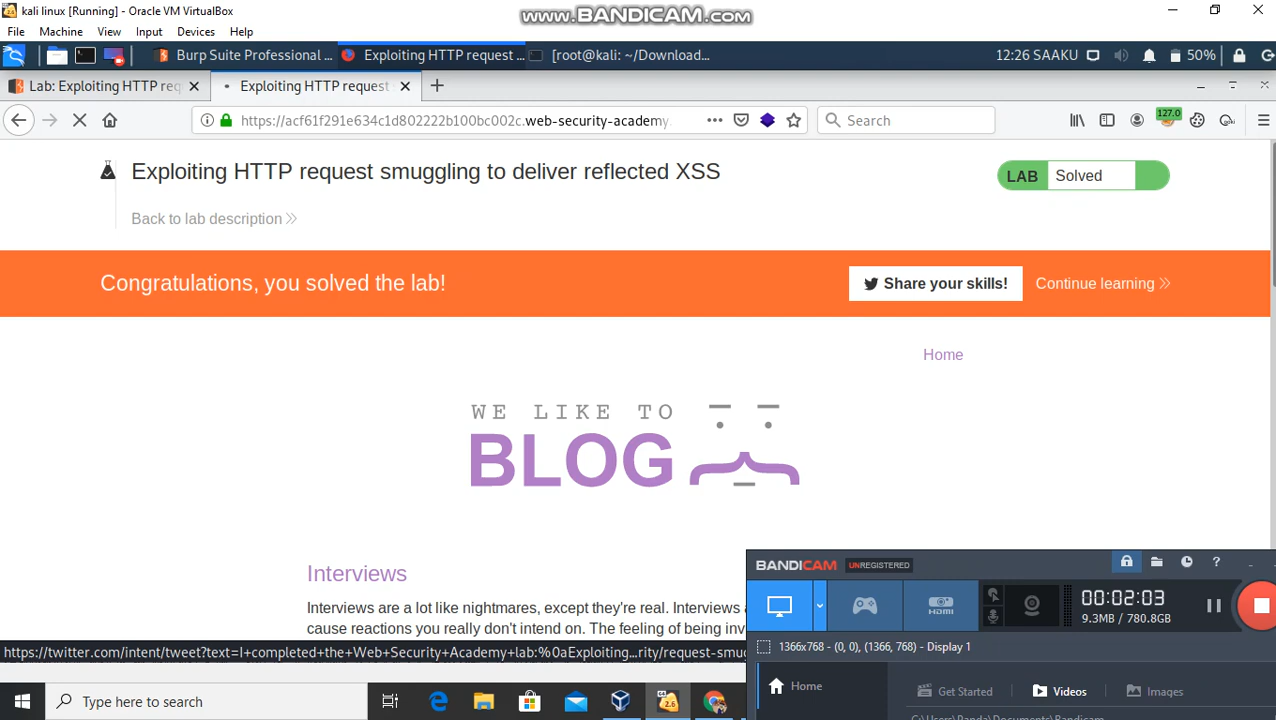 kali linux [Running] - Oracle VM VirtualBox
www.BANDICAM.com
File Machine View Input Devices Help
Burp Suite Professional ... Exploiting HTTP request ... [root@kali: ~/Download... 12:26 SAAKU 50%
Lab: Exploiting HTTP req Exploiting HTTP request
https://acf61f291e634c1d802222b1002c.web-security-academy. Search 127.0
Exploiting HTTP request smuggling to deliver reflected XSS
LAB Solved
Back to lab description
Congratulations, you solved the lab!
Share your skills! Continue learning
Home
WE LIKE TO
BLOG
Interviews
Interviews are a lot like nightmares, except they're real. Interviews
cause reactions you really don't intend on. The feeling of being inv
https://twitter.com/intent/tweet?text=I+completed+the+Web+Security+Academy+lab:%0aExploiting...rity/request-smu
BANDICAM UNREGISTERED
00:02:03
9.3MB / 780.8GB
HDMI
1366x768 - (0, 0), (1366, 768) - Display 1
Home
Get Started Videos Images
Type here to search